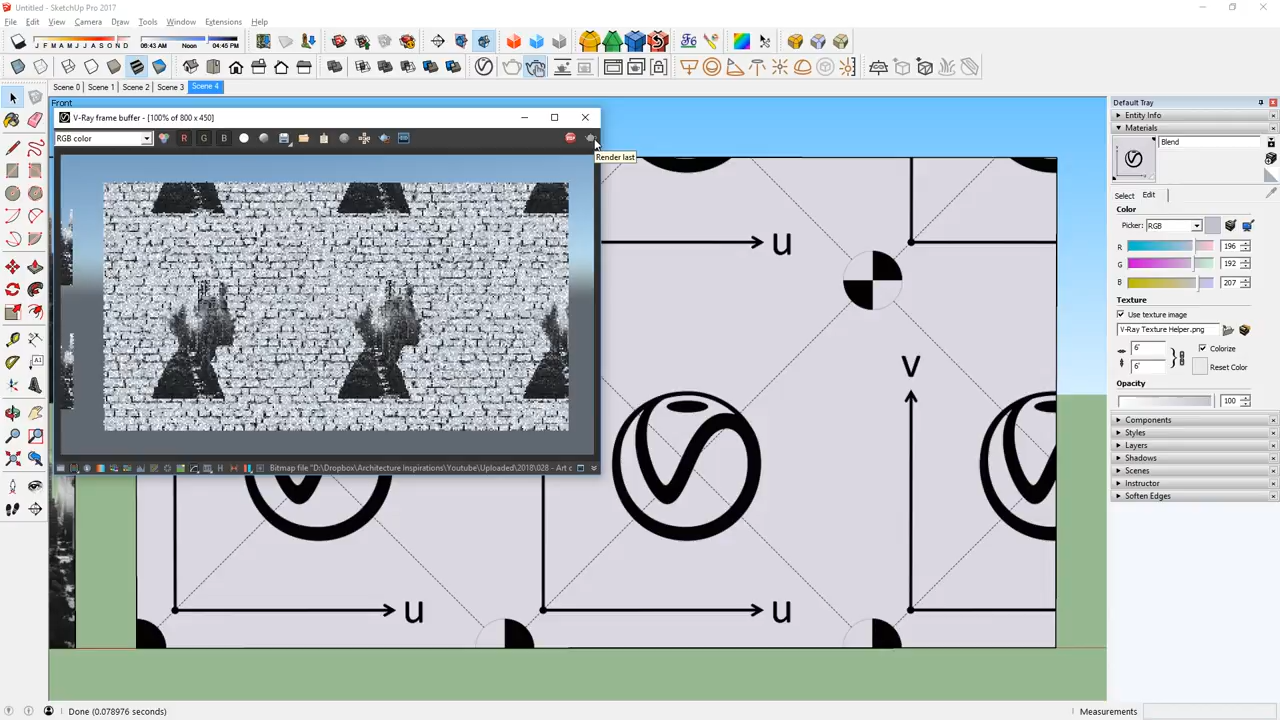 Untitled - SketchUp Pro 2017
File Edit View Camera Draw Tools Window Extensions Help
J F M A M J J A S O N D 06:43 AM Noon 04:45 PM
Scene 0 Scene 1 Scene 2 Scene 3 Scene 4
Front
V-Ray frame buffer - [100% of 800 x 450]
RGB color R G B
Render last
Bitmap file "D:\Dropbox\Architecture Inspirations\Youtube\Uploaded\2018\028 - Art c
u
v
u
u
Default Tray
Entity Info
Materials
Blend
Select Edit
Color
Picker: RGB
R 196
G 192
B 207
Texture
Use texture image
V-Ray Texture Helper.png
6' Colorize
6' Reset Color
Opacity
100
Components
Styles
Layers
Shadows
Scenes
Instructor
Soften Edges
Done (0.078976 seconds)
Measurements